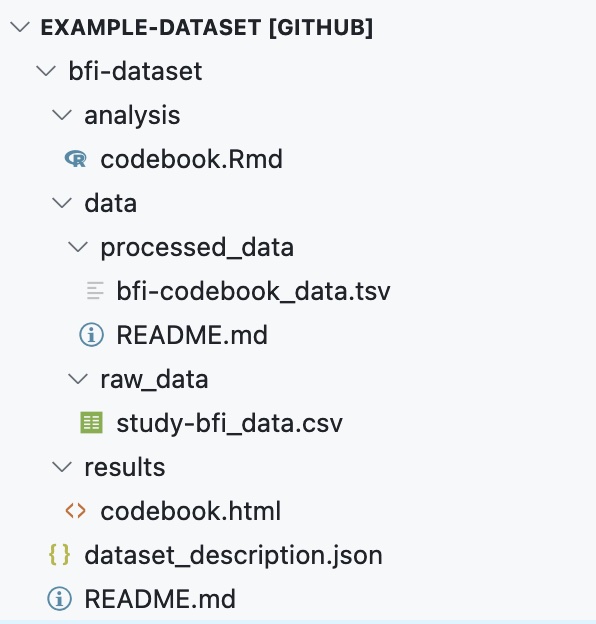 EXAMPLE-DATASET [GITHUB]
bfi-dataset
analysis
codebook.Rmd
data
processed_data
bfi-codebook_data.tsv
README.md
raw_data
study-bfi_data.csv
results
codebook.html
dataset_description.json
README.md